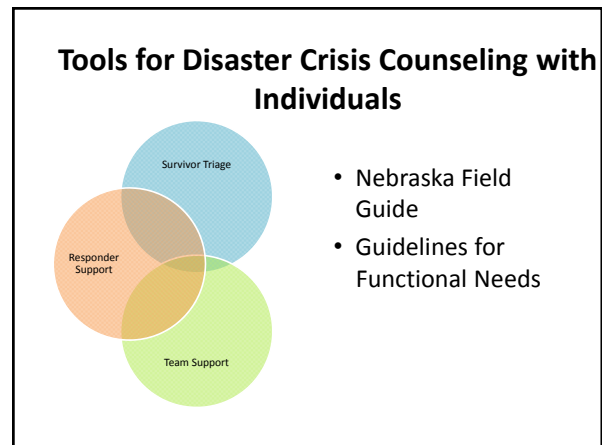 Tools for Disaster Crisis Counseling with
Individuals
Survivor Triage
Responder
Support
Team Support
• Nebraska Field
Guide
• Guidelines for
Functional Needs